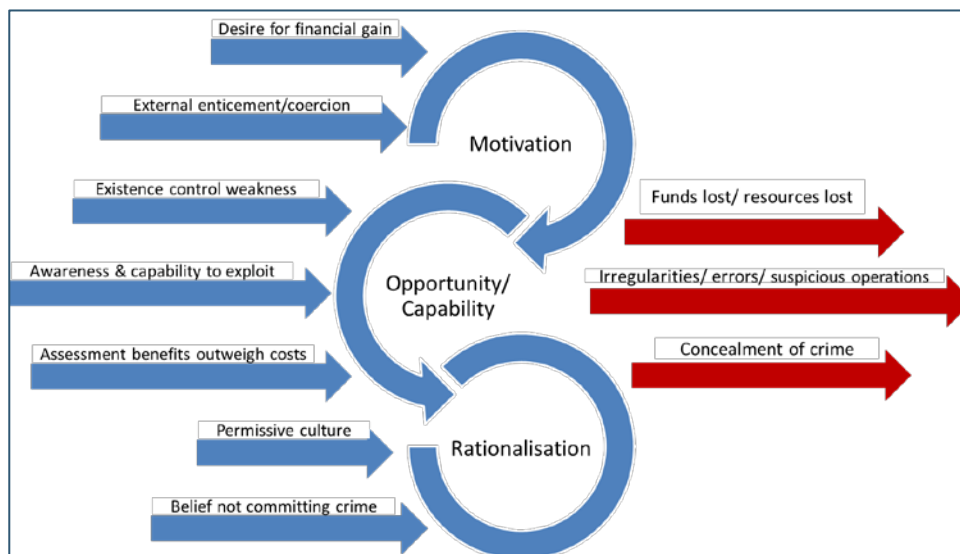 Desire for financial gain
External enticement/coercion
Motivation
Existence control weakness
Funds lost/ resources lost
Awareness & capability to exploit
Opportunity/
Capability
Irregularities/ errors/ suspicious operations
Assessment benefits outweigh costs
Concealment of crime
Permissive culture
Rationalisation
Belief not committing crime